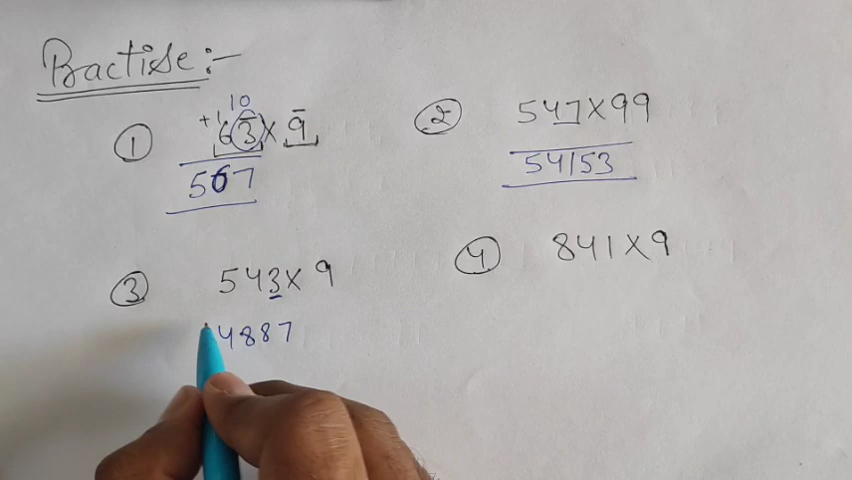 Practise:-
10
+1
① 63 × 9
567
② 547 × 99
54153
③ 543 × 9
4887
④ 841 × 9